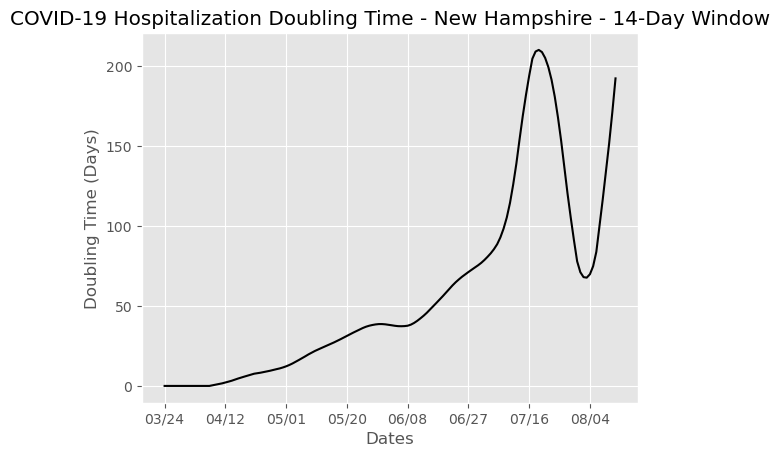 COVID-19 Hospitalization Doubling Time - New Hampshire - 14-Day Window
200
150
100
50
0
Doubling Time (Days)
03/24 04/12 05/01 05/20 06/08 06/27 07/16 08/04
Dates